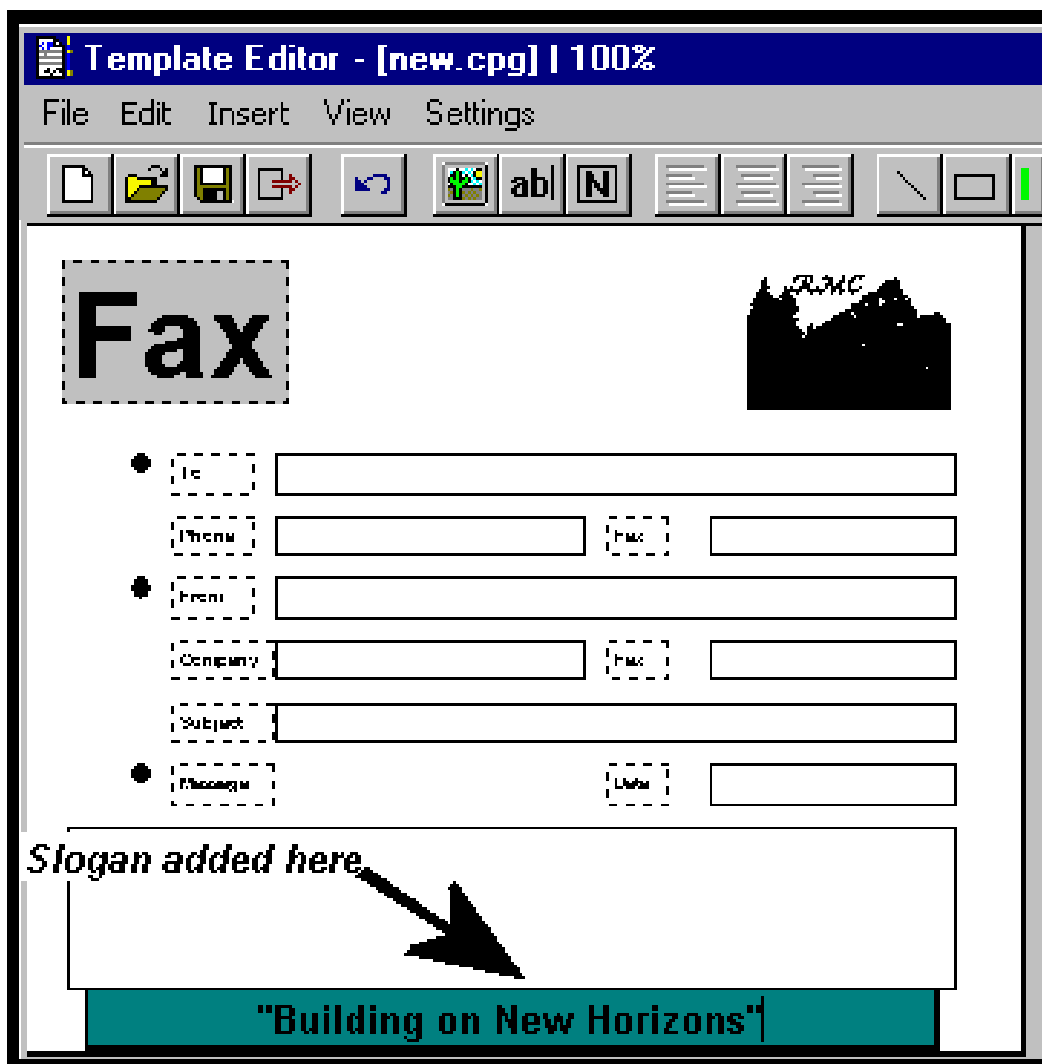 Template Editor - [new.cpg] | 100%
File Edit Insert View Settings
ab| N
Fax
RMC
To
Phone Fax
From
Company Fax
Subject
Message Date
Slogan added here
"Building on New Horizons"